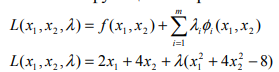 L(x₁, x₂, λ) = f(x₁, x₂) + ∑ᵢ₌₁ᵐ λᵢϕᵢ(x₁, x₂)
L(x₁, x₂, λ) = 2x₁ + 4x₂ + λ(x₁² + 4x₂² − 8)